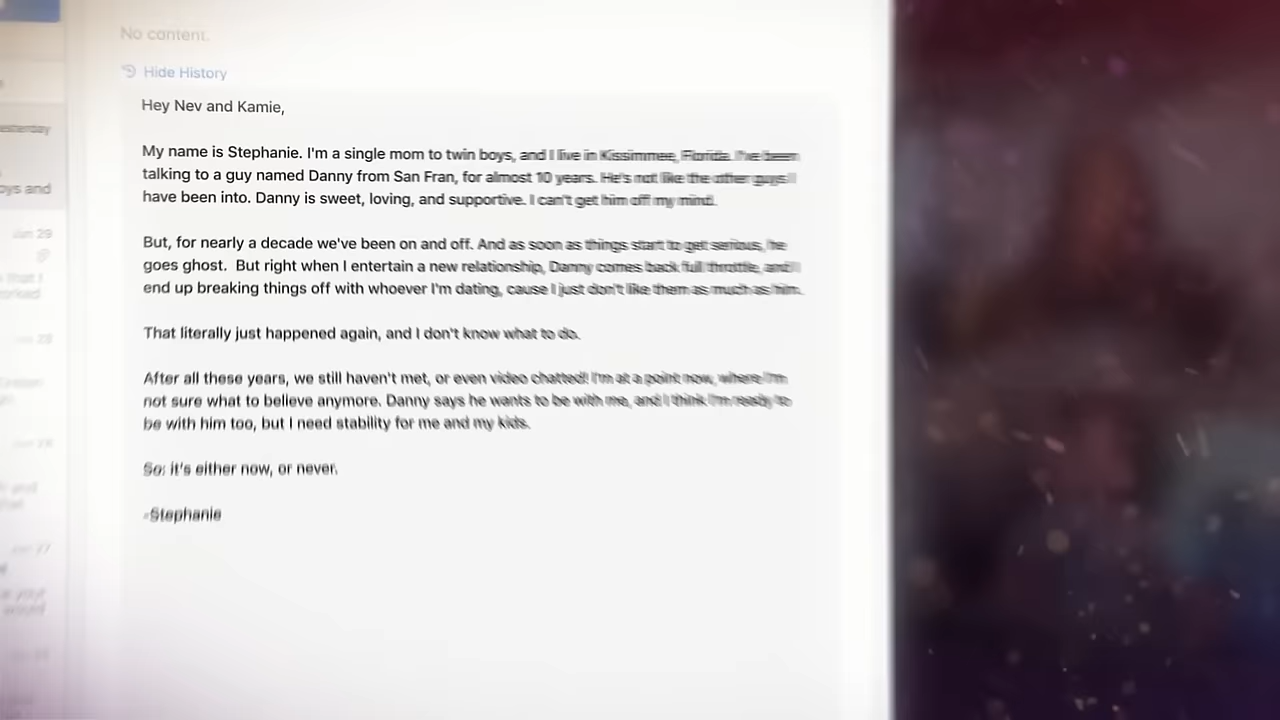 No content.
Hide History
Hey Nev and Kamie,
My name is Stephanie. I'm a single mom to twin boys, and I live in Kissimmee, Florida. I've been
talking to a guy named Danny from San Fran, for almost 10 years. He's not like the other guys I
have been into. Danny is sweet, loving, and supportive. I can't get him off my mind.
But, for nearly a decade we've been on and off. And as soon as things start to get serious, he
goes ghost. But right when I entertain a new relationship, Danny comes back full throttle, and I
end up breaking things off with whoever I'm dating, cause I just don't like them as much as him.
That literally just happened again, and I don't know what to do.
After all these years, we still haven't met, or even video chatted! I'm at a point now, where I'm
not sure what to believe anymore. Danny says he wants to be with me, and I think I'm ready to
be with him too, but I need stability for me and my kids.
So: it's either now, or never.
-Stephanie
yesterday
oys and
Jan 29